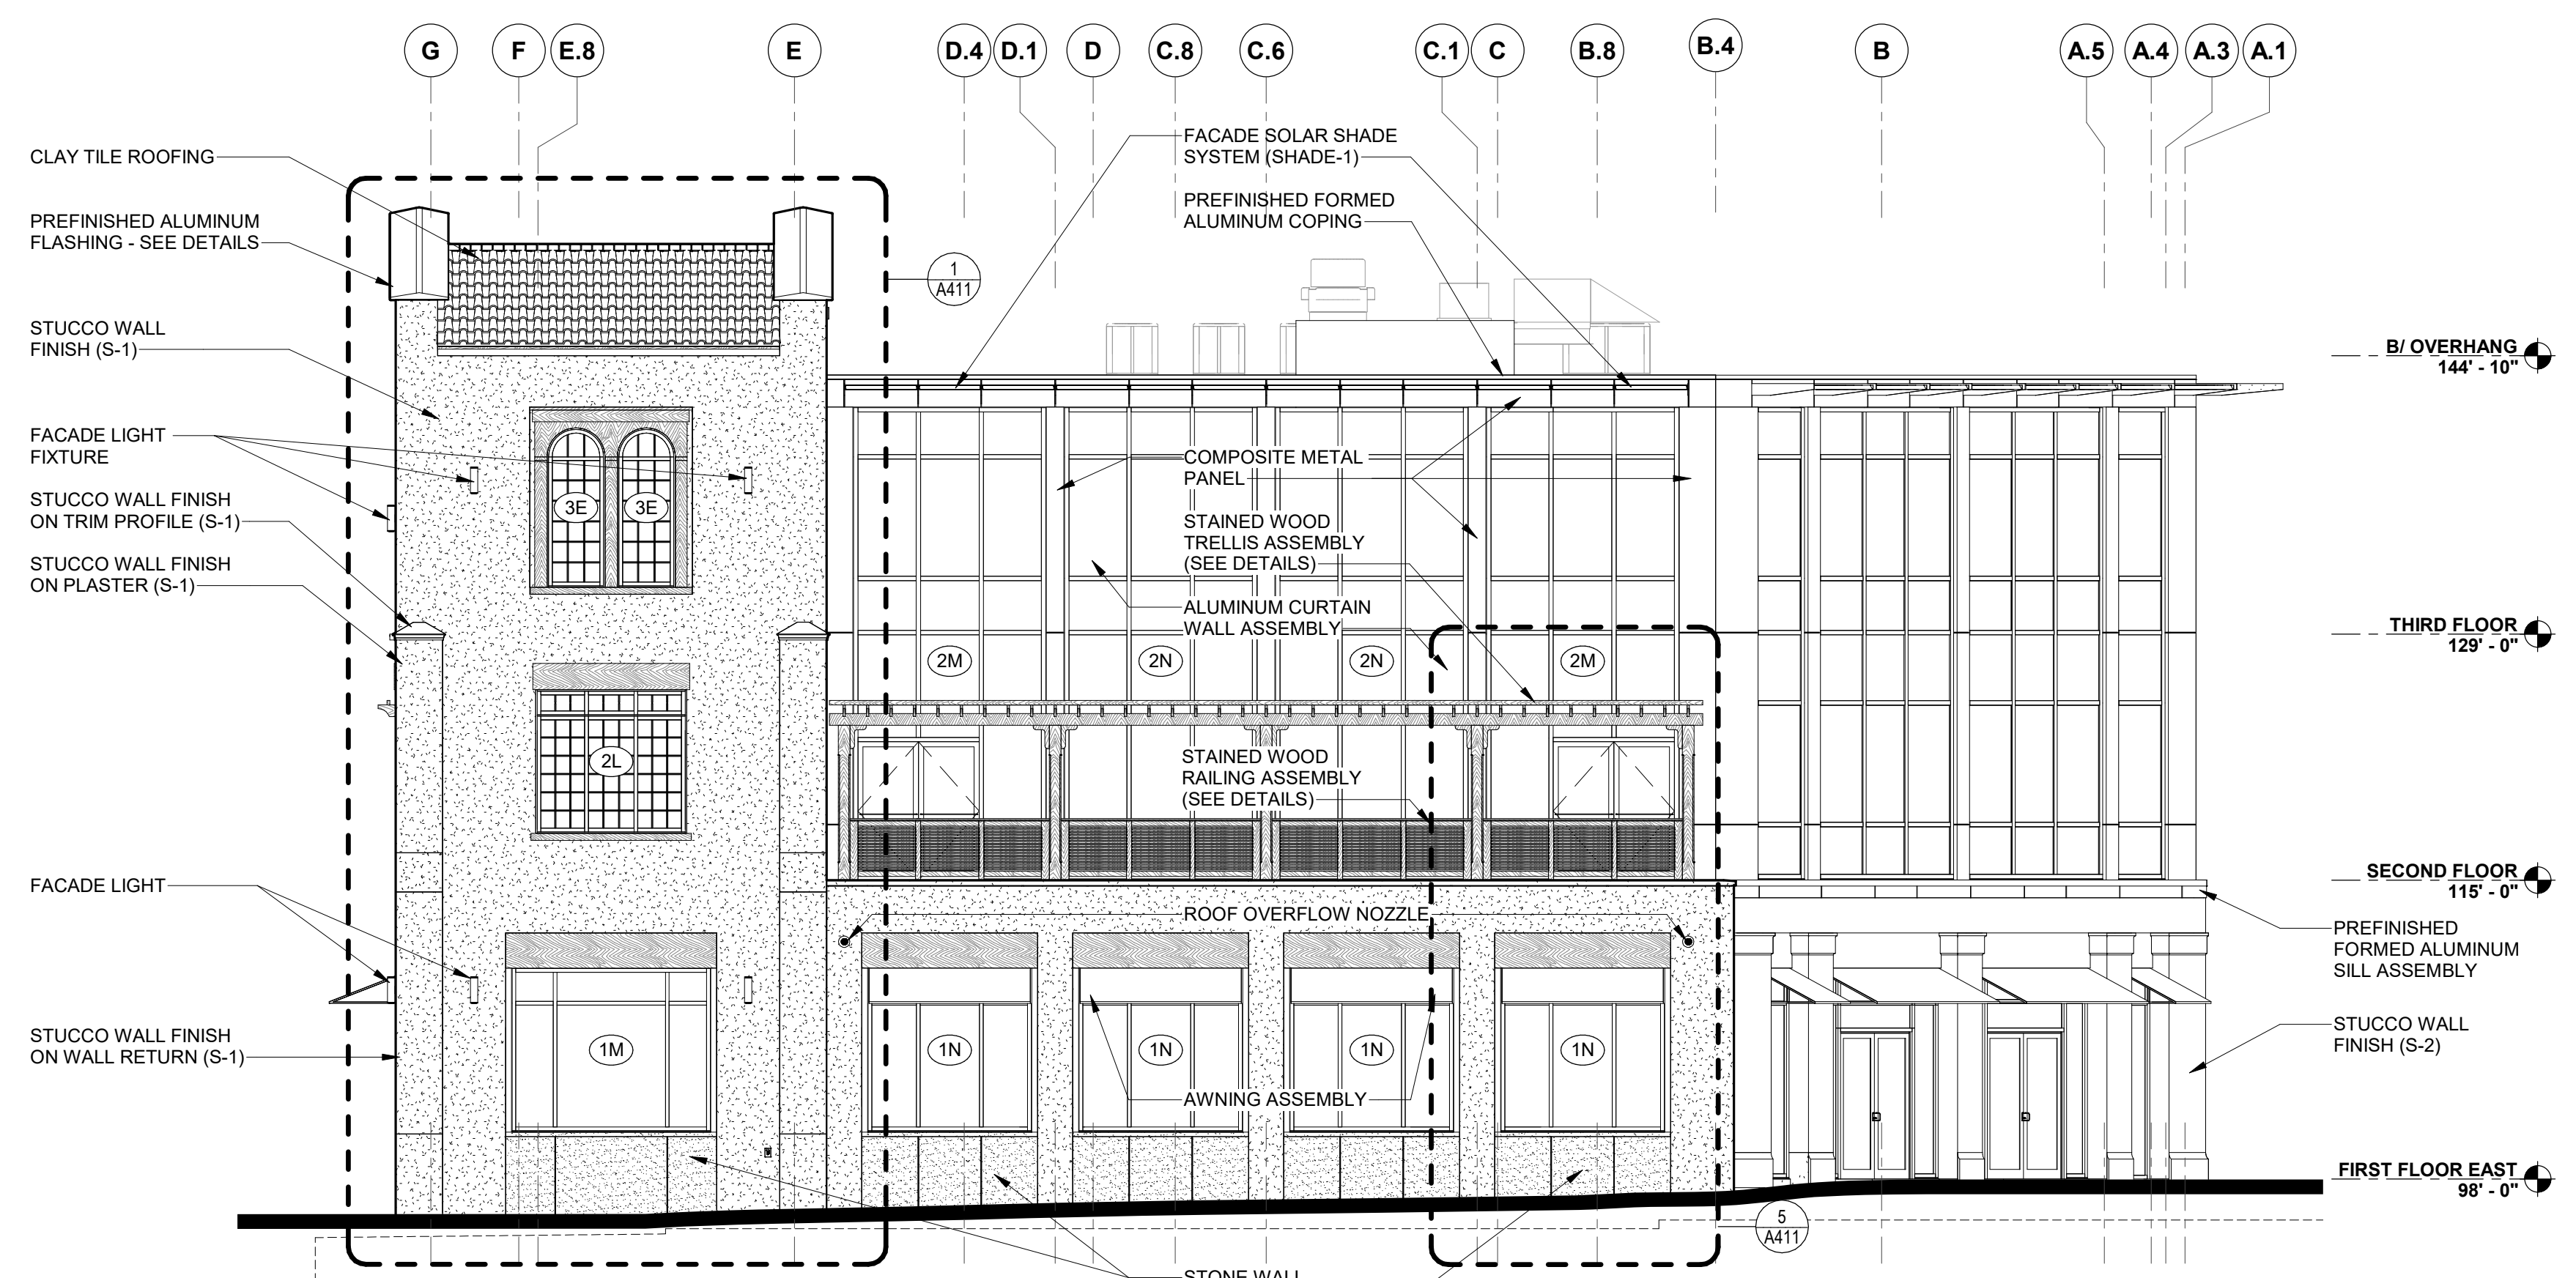 G
F
E.8
E
D.4
D.1
D
C.8
C.6
C.1
C
B.8
B.4
B
A.5
A.4
A.3
A.1
CLAY TILE ROOFING
PREFINISHED ALUMINUM
FLASHING - SEE DETAILS
STUCCO WALL
FINISH (S-1)
FACADE LIGHT
FIXTURE
STUCCO WALL FINISH
ON TRIM PROFILE (S-1)
STUCCO WALL FINISH
ON PLASTER (S-1)
FACADE LIGHT
STUCCO WALL FINISH
ON WALL RETURN (S-1)
3E
3E
2L
1M
1
A411
FACADE SOLAR SHADE
SYSTEM (SHADE-1)
PREFINISHED FORMED
ALUMINUM COPING
COMPOSITE METAL
PANEL
STAINED WOOD
TRELLIS ASSEMBLY
(SEE DETAILS)
ALUMINUM CURTAIN
WALL ASSEMBLY
2M
2N
2N
2M
STAINED WOOD
RAILING ASSEMBLY
(SEE DETAILS)
ROOF OVERFLOW NOZZLE
1N
1N
1N
1N
AWNING ASSEMBLY
STONE WALL
5
A411
B/ OVERHANG
144' - 10"
THIRD FLOOR
129' - 0"
SECOND FLOOR
115' - 0"
PREFINISHED
FORMED ALUMINUM
SILL ASSEMBLY
STUCCO WALL
FINISH (S-2)
FIRST FLOOR EAST
98' - 0"